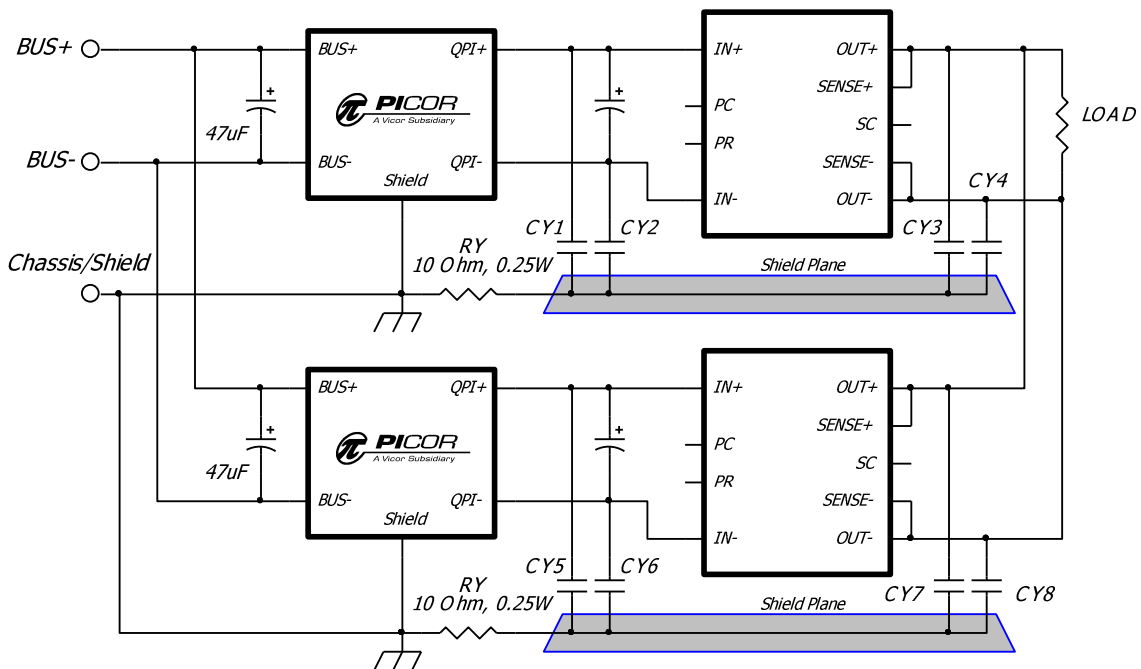 BUS+
BUS-
Chassis/Shield
47uF
BUS+
QPI+
PICOR
A Vicor Subsidiary
BUS-
QPI-
Shield
IN+
OUT+
SENSE+
PC
SC
PR
SENSE-
IN-
OUT-
LOAD
CY1
CY2
CY3
CY4
RY
10 Ohm, 0.25W
Shield Plane
47uF
BUS+
QPI+
PICOR
A Vicor Subsidiary
BUS-
QPI-
Shield
IN+
OUT+
SENSE+
PC
SC
PR
SENSE-
IN-
OUT-
CY5
CY6
CY7
CY8
RY
10 Ohm, 0.25W
Shield Plane